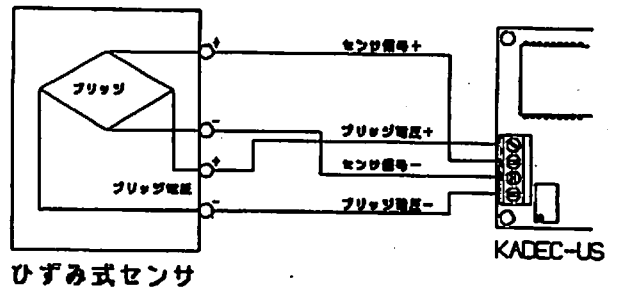 センサ信号+
ブリッジ
ブリッジ電圧+
センサ信号-
ブリッジ電圧
ブリッジ電圧-
KADEC-US
ひずみ式センサ